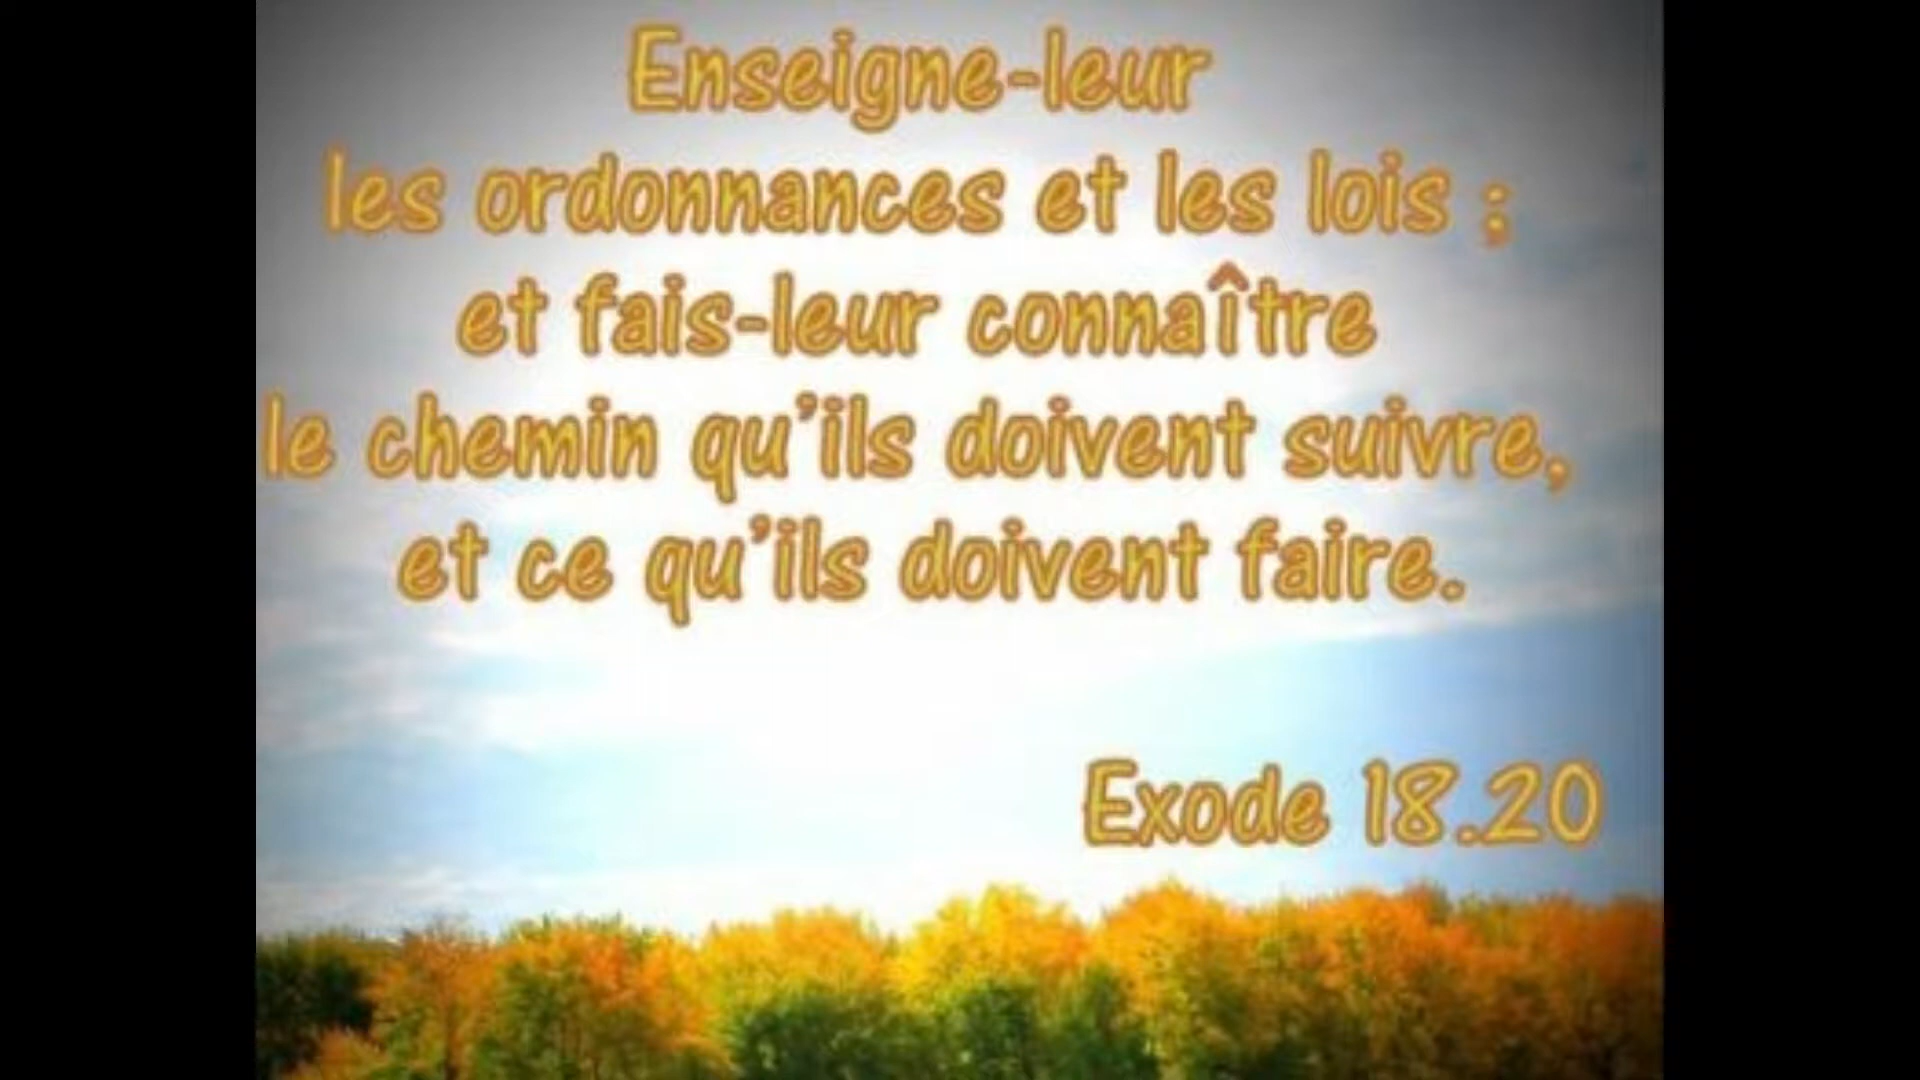 Enseigne-leur
les ordonnances et les lois ;
et fais-leur connaître
le chemin qu'ils doivent suivre,
et ce qu'ils doivent faire.
Exode 18.20